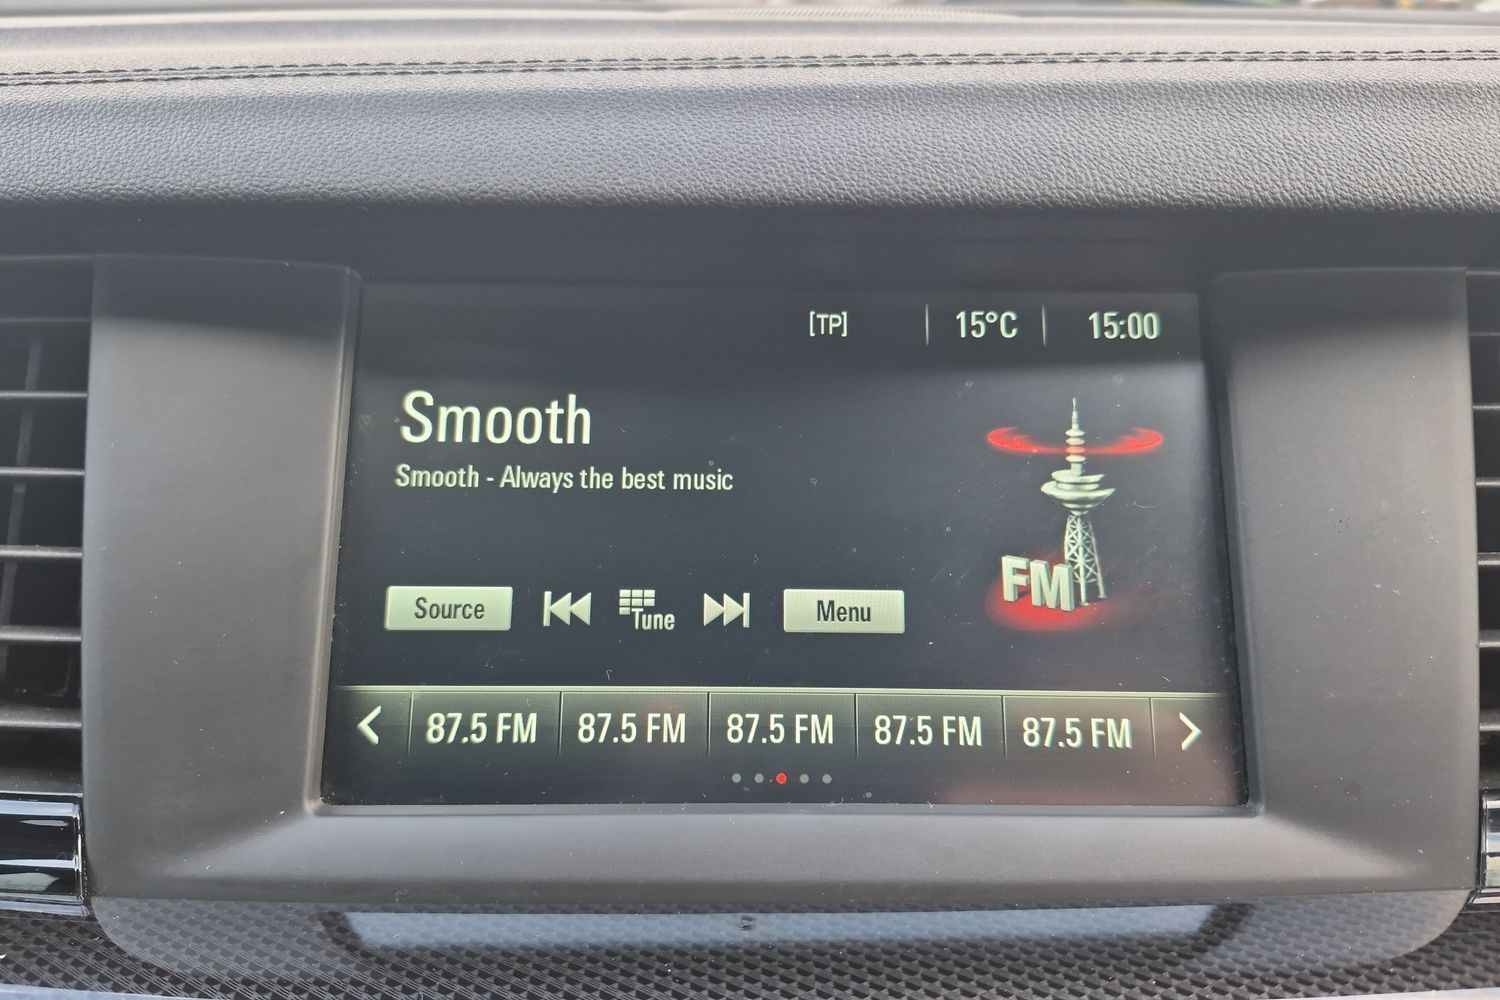 [TP] 15°C 15:00
Smooth
Smooth - Always the best music
FM
Source Tune Menu
87.5 FM 87.5 FM 87.5 FM 87.5 FM 87.5 FM